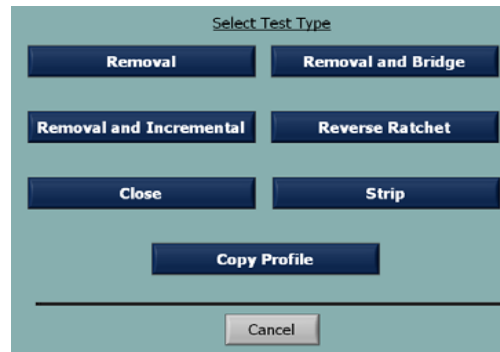 Select Test Type
Removal
Removal and Bridge
Removal and Incremental
Reverse Ratchet
Close
Strip
Copy Profile
Cancel